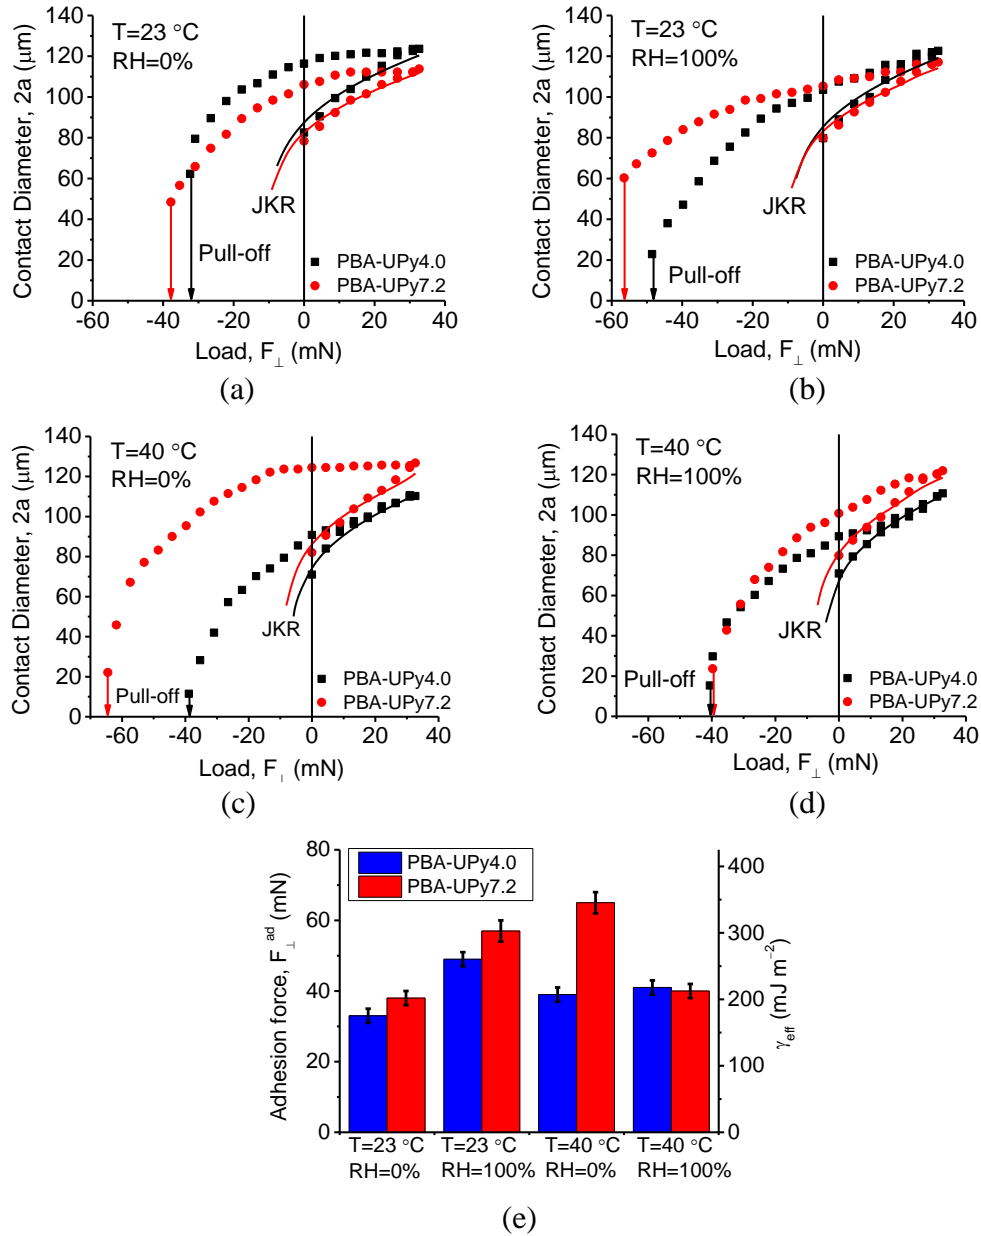 140
120
100
80
60
40
20
0
Contact Diameter, 2a (μm)
T=23 °C
RH=0%
JKR
Pull-off
PBA-UPy4.0
PBA-UPy7.2
-60 -40 -20 0 20 40
Load, F⊥ (mN)
(a)
140
120
100
80
60
40
20
0
Contact Diameter, 2a (μm)
T=23 °C
RH=100%
JKR
Pull-off
PBA-UPy4.0
PBA-UPy7.2
-60 -40 -20 0 20 40
Load, F⊥ (mN)
(b)
140
120
100
80
60
40
20
0
Contact Diameter, 2a (μm)
T=40 °C
RH=0%
JKR
Pull-off
PBA-UPy4.0
PBA-UPy7.2
-60 -40 -20 0 20 40
Load, F⊥ (mN)
(c)
140
120
100
80
60
40
20
0
Contact Diameter, 2a (μm)
T=40 °C
RH=100%
JKR
Pull-off
PBA-UPy4.0
PBA-UPy7.2
-60 -40 -20 0 20 40
Load, F⊥ (mN)
(d)
80
60
40
20
0
Adhesion force, F⊥^ad (mN)
PBA-UPy4.0
PBA-UPy7.2
400
300
200
100
0
γeff (mJ m⁻²)
T=23 °C T=23 °C T=40 °C T=40 °C
RH=0% RH=100% RH=0% RH=100%
(e)